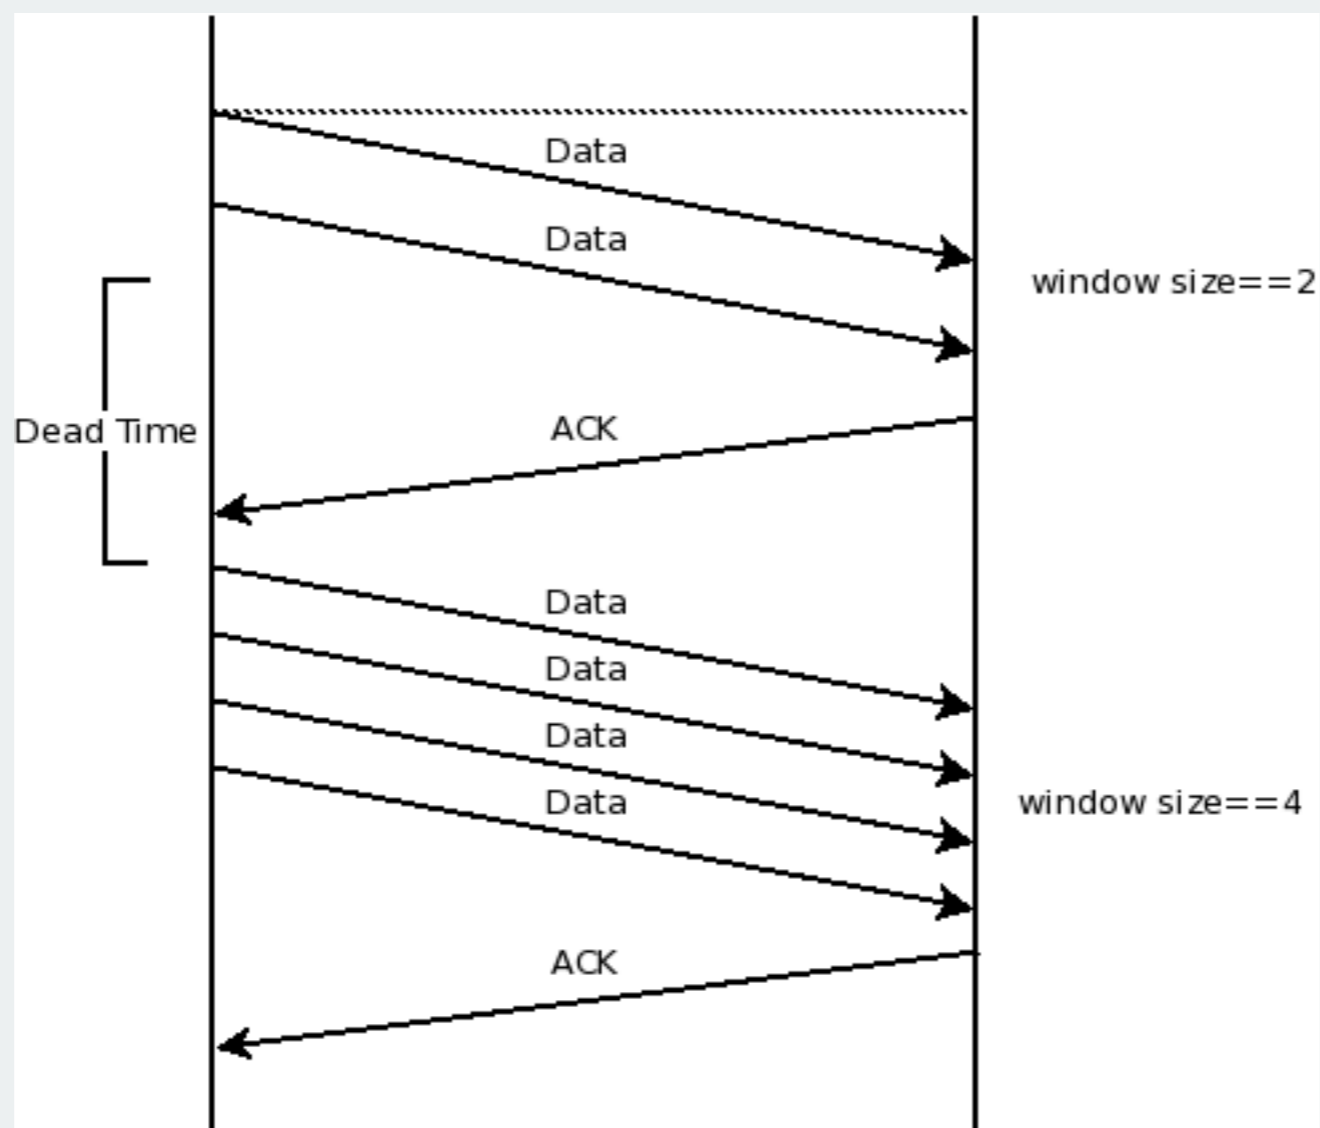 Data
Data
window size==2
Dead Time
ACK
Data
Data
Data
Data
window size==4
ACK